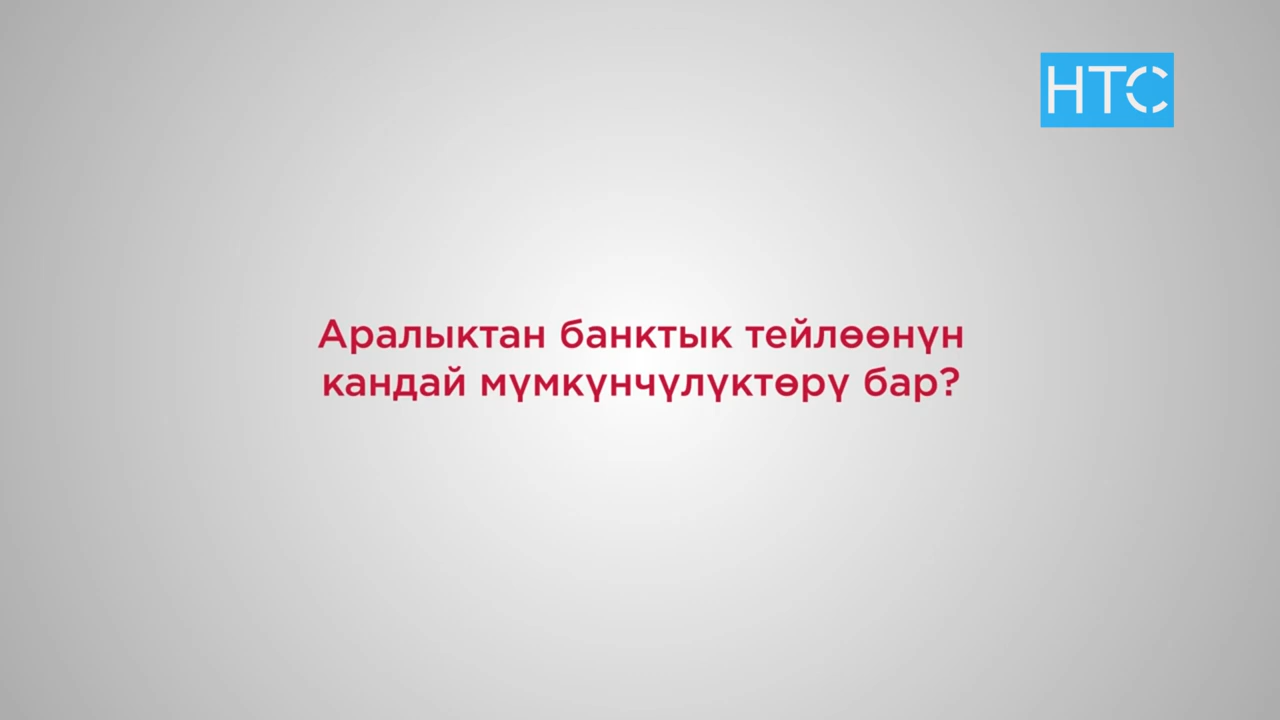 НТС
Аралыктан банктык тейлөөнүн
кандай мүмкүнчүлүктөрү бар?